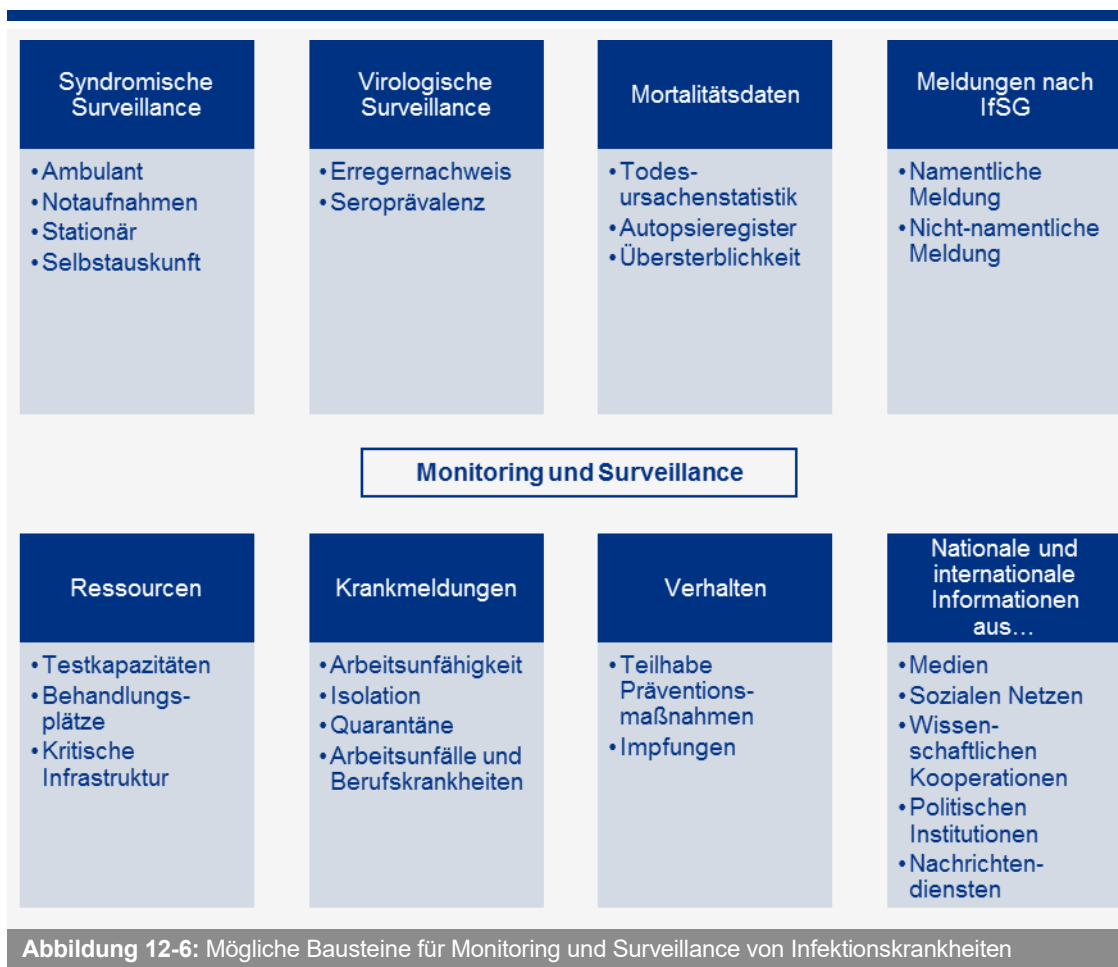 Syndromische
Surveillance
•Ambulant
•Notaufnahmen
•Stationär
•Selbstauskunft
Virologische
Surveillance
•Erregernachweis
•Seroprävalenz
Mortalitätsdaten
•Todes-
ursachenstatistik
•Autopsieregister
•Übersterblichkeit
Meldungen nach
IfSG
•Namentliche
Meldung
•Nicht-namentliche
Meldung
Monitoring und Surveillance
Ressourcen
•Testkapazitäten
•Behandlungs-
plätze
•Kritische
Infrastruktur
Krankmeldungen
•Arbeitsunfähigkeit
•Isolation
•Quarantäne
•Arbeitsunfälle und
Berufskrankheiten
Verhalten
•Teilhabe
Präventions-
maßnahmen
•Impfungen
Nationale und
internationale
Informationen
aus…
•Medien
•Sozialen Netzen
•Wissen-
schaftlichen
Kooperationen
•Politischen
Institutionen
•Nachrichten-
diensten
Abbildung 12-6: Mögliche Bausteine für Monitoring und Surveillance von Infektionskrankheiten